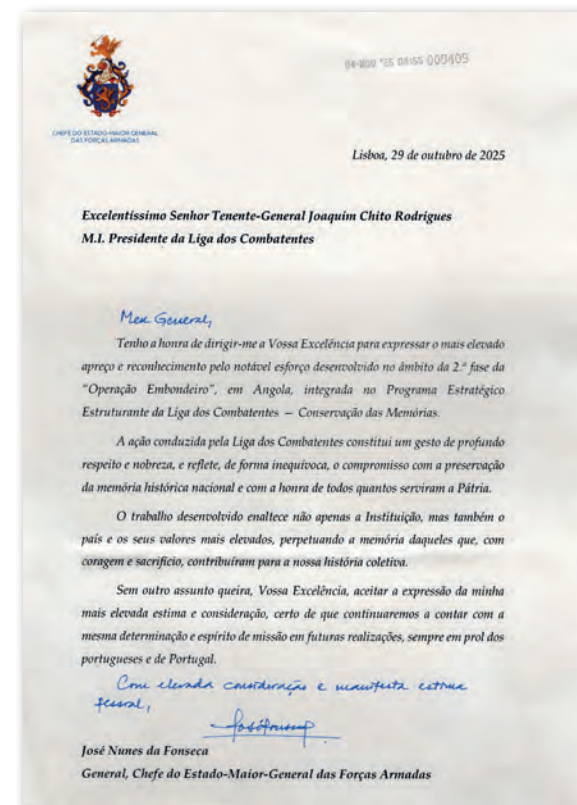 CHEFE DO ESTADO-MAIOR-GENERAL
DAS FORÇAS ARMADAS
000409
Lisboa, 29 de outubro de 2025
Excelentíssimo Senhor Tenente-General Joaquim Chito Rodrigues
M.I. Presidente da Liga dos Combatentes
Meu General,
Tenho a honra de dirigir-me a Vossa Excelência para expressar o mais elevado
apreço e reconhecimento pelo notável esforço desenvolvido no âmbito da 2.ª fase da
"Operação Embondeiro", em Angola, integrada no Programa Estratégico
Estruturante da Liga dos Combatentes — Conservação das Memórias.
A ação conduzida pela Liga dos Combatentes constitui um gesto de profundo
respeito e nobreza, e reflete, de forma inequívoca, o compromisso com a preservação
da memória histórica nacional e com a honra de todos quantos serviram a Pátria.
O trabalho desenvolvido enaltece não apenas a Instituição, mas também o
país e os seus valores mais elevados, perpetuando a memória daqueles que, com
coragem e sacrifício, contribuíram para a nossa história coletiva.
Sem outro assunto queira, Vossa Excelência, aceitar a expressão da minha
mais elevada estima e consideração, certo de que continuaremos a contar com a
mesma determinação e espírito de missão em futuras realizações, sempre em prol dos
portugueses e de Portugal.
Com elevada consideração e manifesta estima
pessoal,
José Nunes da Fonseca
General, Chefe do Estado-Maior-General das Forças Armadas